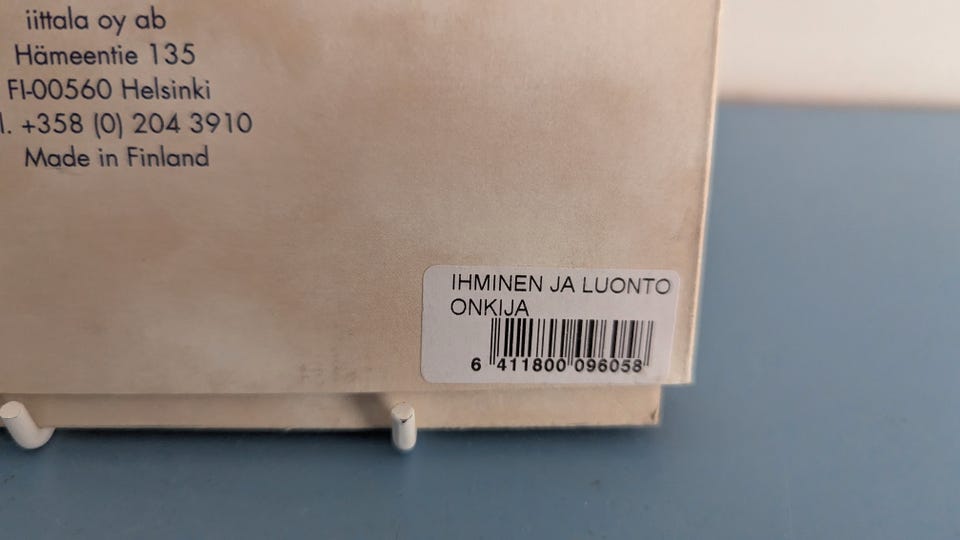 iittala oy ab
Hämeentie 135
FI-00560 Helsinki
l. +358 (0) 204 3910
Made in Finland
IHMINEN JA LUONTO
ONKIJA
6 411800 096058